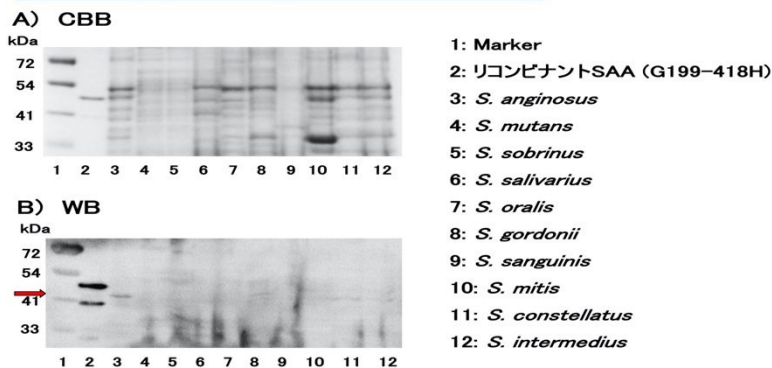 A) CBB
kDa
72
54
41
33
1 2 3 4 5 6 7 8 9 10 11 12
B) WB
kDa
72
54
41
33
1 2 3 4 5 6 7 8 9 10 11 12
1: Marker
2: リコンビナントSAA (G199-418H)
3: S. anginosus
4: S. mutans
5: S. sobrinus
6: S. salivarius
7: S. oralis
8: S. gordonii
9: S. sanguinis
10: S. mitis
11: S. constellatus
12: S. intermedius